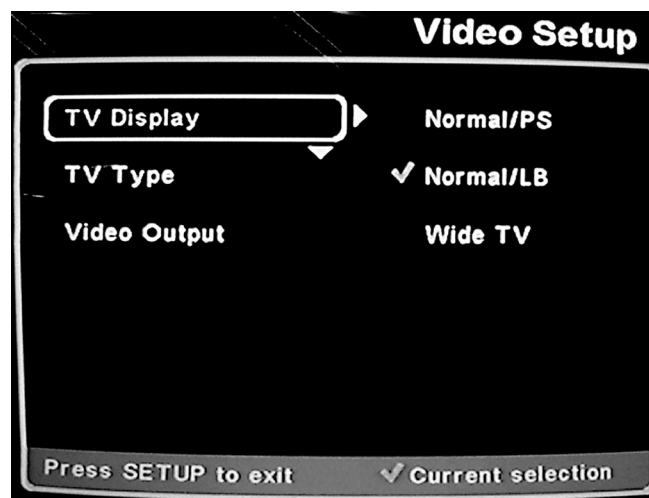 Video Setup
TV Display Normal/PS
TV Type Normal/LB
Video Output Wide TV
Press SETUP to exit Current selection